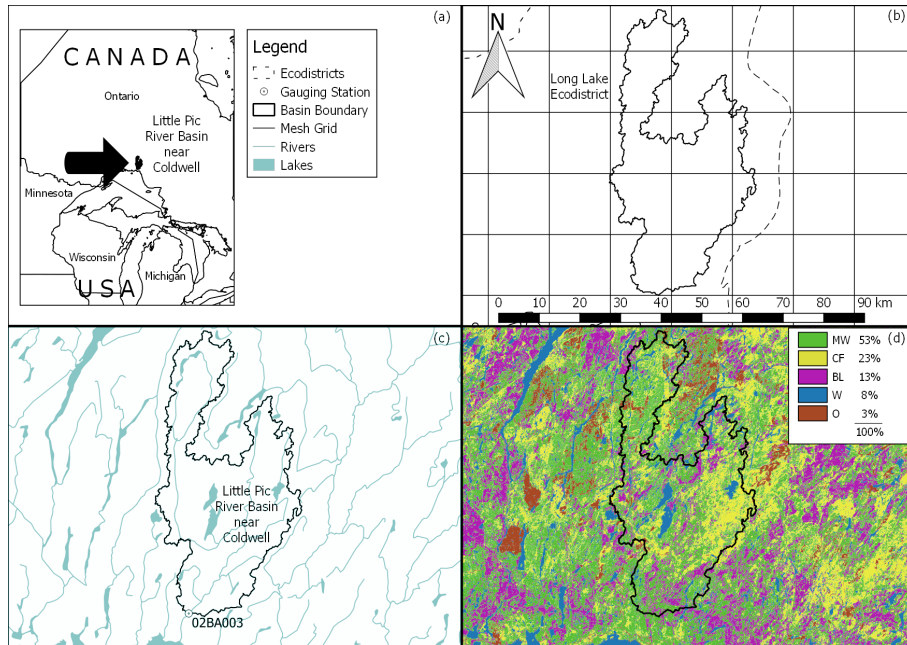 (a)
CANADA
Ontario
Little Pic
River Basin
near
Coldwell
Minnesota
Wisconsin
Michigan
USA
Legend
Ecodistricts
Gauging Station
Basin Boundary
Mesh Grid
Rivers
Lakes
(b)
N
Long Lake
Ecodistrict
0 10 20 30 40 50 60 70 80 90 km
(c)
Little Pic
River Basin
near
Coldwell
02BA003
(d)
MW 53%
CF 23%
BL 13%
W 8%
O 3%
100%